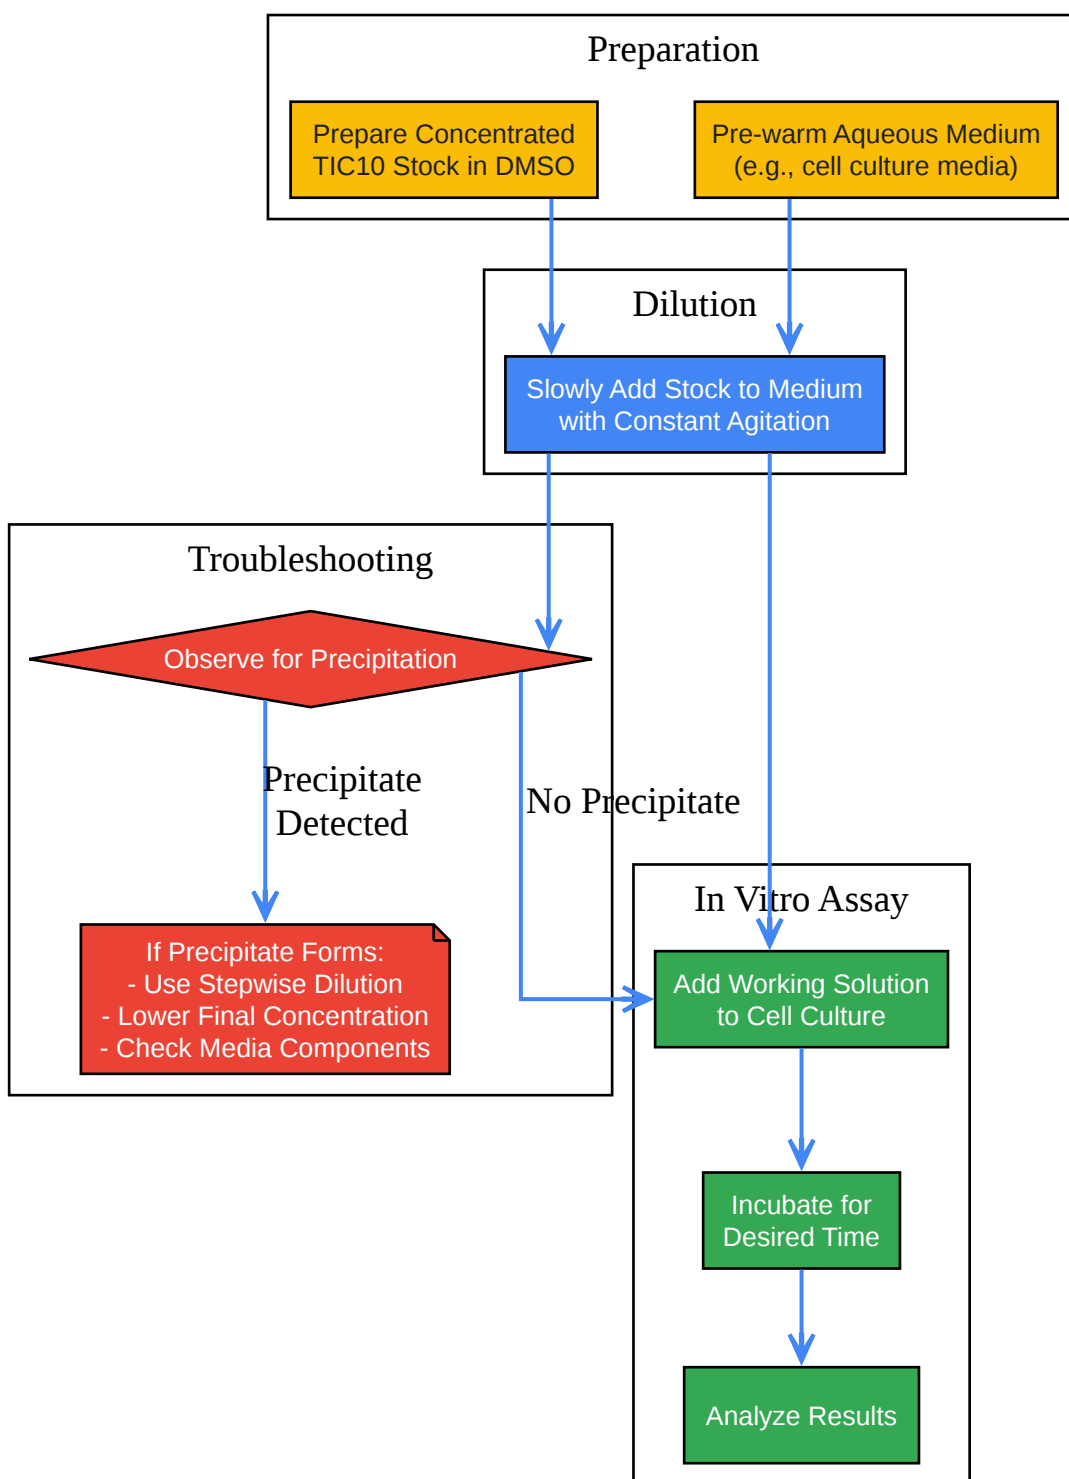 Preparation
Prepare Concentrated
TIC10 Stock in DMSO
Pre-warm Aqueous Medium
(e.g., cell culture media)
Dilution
Slowly Add Stock to Medium
with Constant Agitation
Troubleshooting
Observe for Precipitation
Precipitate
Detected
No Precipitate
If Precipitate Forms:
- Use Stepwise Dilution
- Lower Final Concentration
- Check Media Components
In Vitro Assay
Add Working Solution
to Cell Culture
Incubate for
Desired Time
Analyze Results